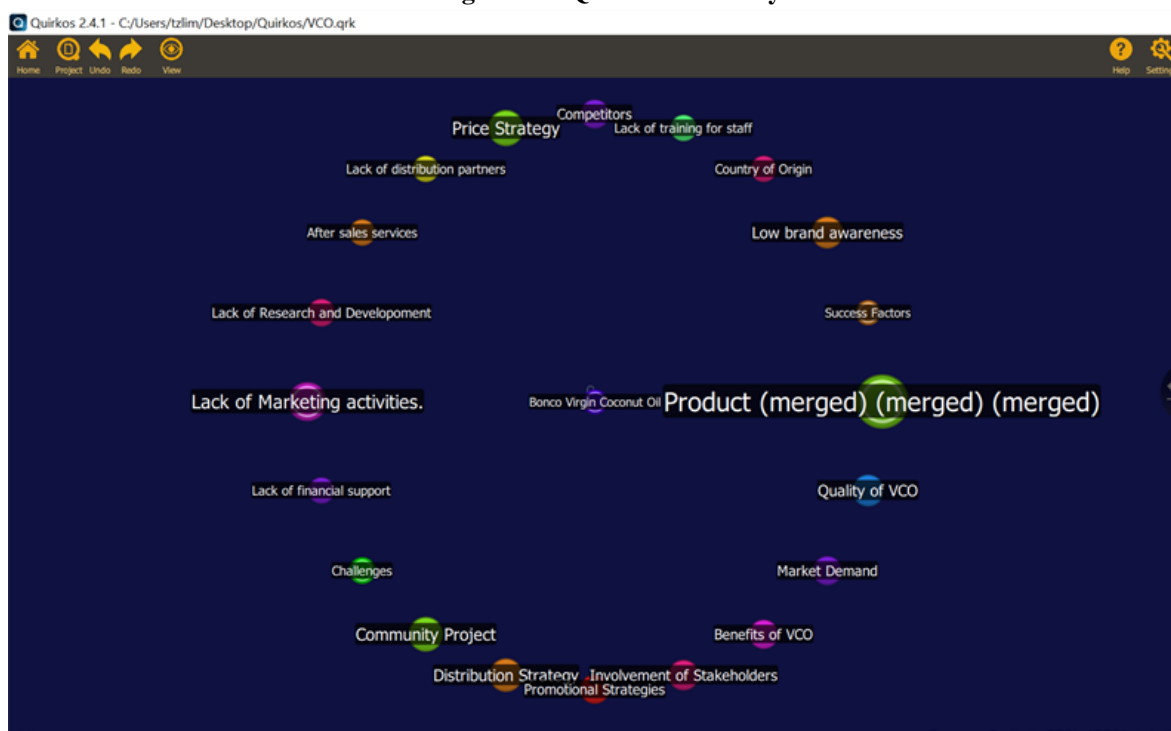 Quirkos 2.4.1 - C:/Users/tzlim/Desktop/Quirkos/VCO.qrk
Home Project Undo Redo View Help
Competitors
Price Strategy
Lack of training for staff
Lack of distribution partners
Country of Origin
After sales services
Low brand awareness
Lack of Research and Developoment
Success Factors
Lack of Marketing activities.
Bonco Virgin Coconut Oil
Product (merged) (merged) (merged)
Lack of financial support
Quality of VCO
Challenges
Market Demand
Community Project
Benefits of VCO
Distribution Strategy
Involvement of Stakeholders
Promotional Strategies